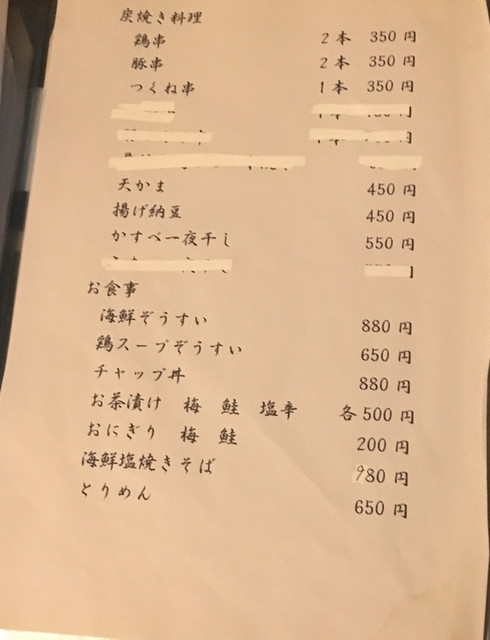 炭焼き料理
鶏串 2本 350円
豚串 2本 350円
つくね串 1本 350円
天かま 450円
揚げ納豆 450円
かすべ一夜干し 550円
お食事
海鮮ぞうすい 880円
鶏スープぞうすい 650円
チャップ丼 880円
お茶漬け 梅 鮭 塩辛 各500円
おにぎり 梅 鮭 200円
海鮮塩焼きそば 980円
とりめん 650円